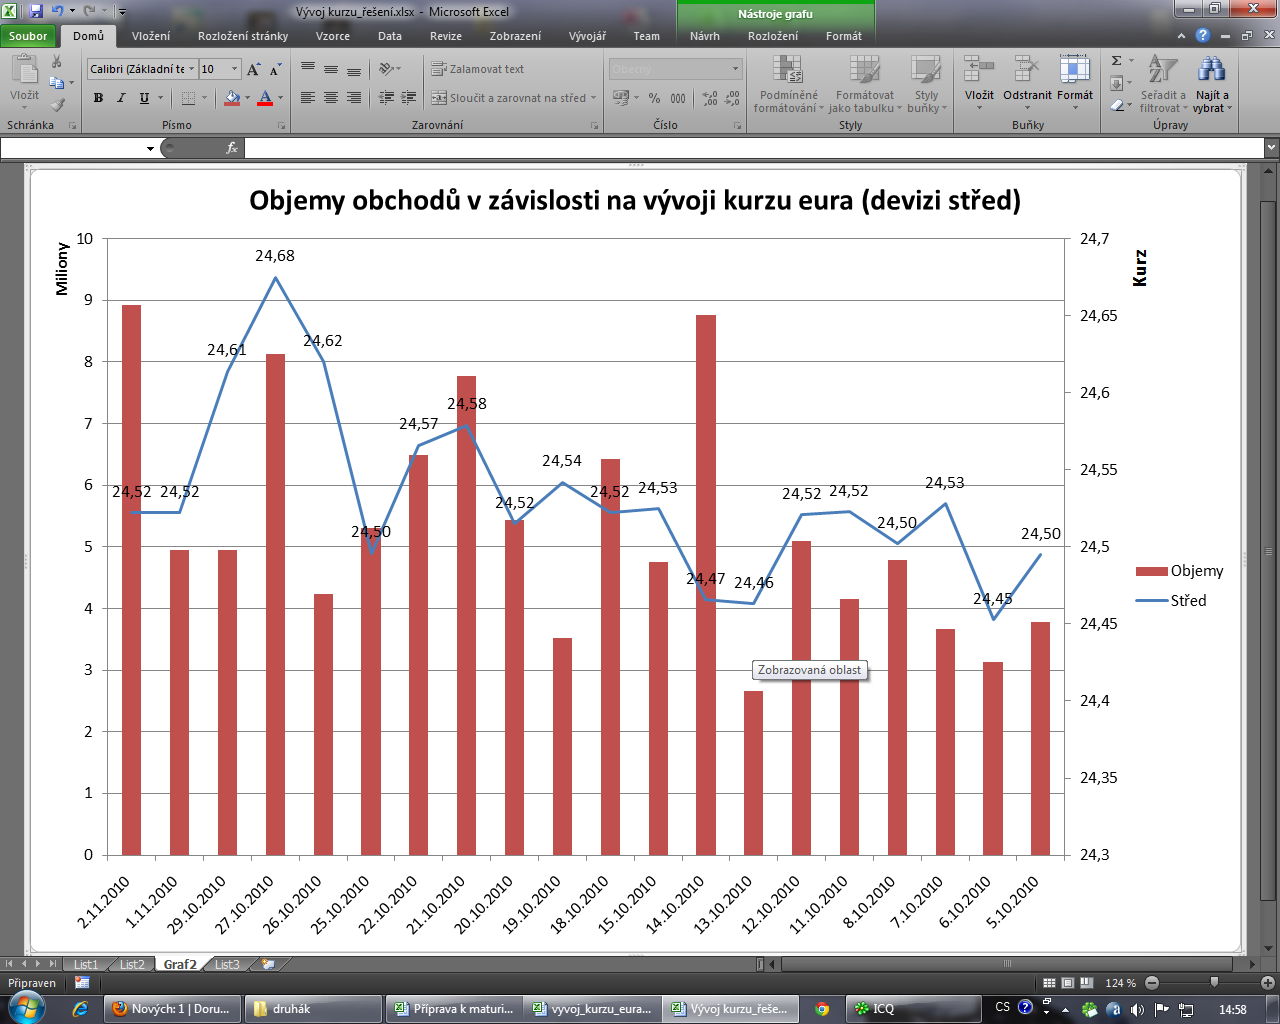 Vývoj kurzu_řešení.xlsx - Microsoft Excel
Nástroje grafu
Soubor Domů Vložení Rozložení stránky Vzorce Data Revize Zobrazení Vývojář Team Návrh Rozložení Formát
Vložit
Calibri (Základní te 10
B I U
Zalamovat text
Sloučit a zarovnat na střed
Obecný
% 000
Podmíněné formátování
Formátovat jako tabulku
Styly buňky
Vložit Odstranit Formát
Seřadit a filtrovat
Najít a vybrat
Schránka Písmo Zarovnání Číslo Styly Buňky Úpravy
fx
Objemy obchodů v závislosti na vývoji kurzu eura (devizi střed)
Miliony
10
9
8
7
6
5
4
3
2
1
0
24,52 24,52 24,61 24,68 24,62 24,50 24,57 24,58 24,52 24,54 24,52 24,53 24,47 24,46 24,52 24,52 24,50 24,53 24,45 24,50
Zobrazovaná oblast
Kurz
24,7
24,65
24,6
24,55
24,5
24,45
24,4
24,35
24,3
Objemy
Střed
2.11.2010 1.11.2010 29.10.2010 27.10.2010 26.10.2010 25.10.2010 22.10.2010 21.10.2010 20.10.2010 19.10.2010 18.10.2010 15.10.2010 14.10.2010 13.10.2010 12.10.2010 11.10.2010 8.10.2010 7.10.2010 6.10.2010 5.10.2010
List1 List2 Graf2 List3
Připraven
124 %
Nových: 1 | Doru...
druhák
Příprava k maturi...
vyvoj_kurzu_eura...
Vývoj kurzu_řeše...
ICQ
CS
14:58